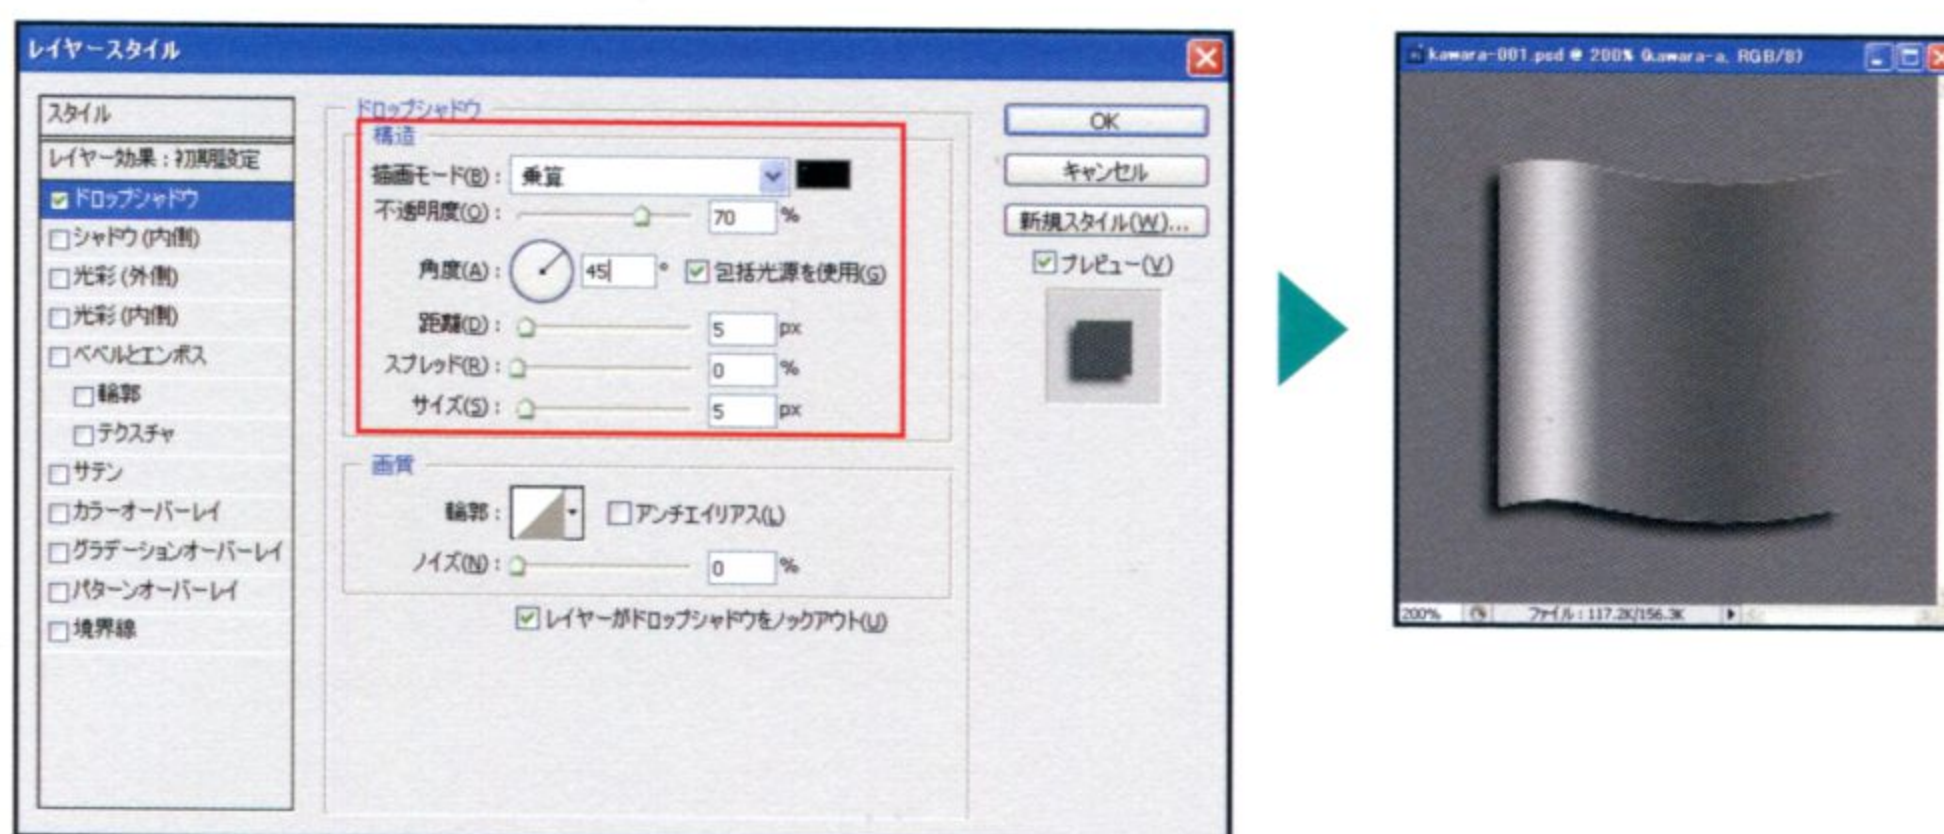 レイヤースタイル
スタイル
レイヤー効果：初期設定
ドロップシャドウ
シャドウ (内側)
光彩 (外側)
光彩 (内側)
ベベルとエンボス
輪郭
テクスチャ
サテン
カラーオーバーレイ
グラデーションオーバーレイ
パターンオーバーレイ
境界線
ドロップシャドウ
構造
描画モード(B)： 乗算
不透明度(O)： 70 %
角度(A)： 45 ° 包括光源を使用(G)
距離(D)： 5 px
スプレッド(R)： 0 %
サイズ(S)： 5 px
画質
輪郭： アンチエイリアス(L)
ノイズ(N)： 0 %
レイヤーがドロップシャドウをノックアウト(U)
OK
キャンセル
新規スタイル(W)...
プレビュー(V)
kawara-001.psd @ 200% (kawara-a, RGB/8)
200% ファイル：117.2K/156.3K